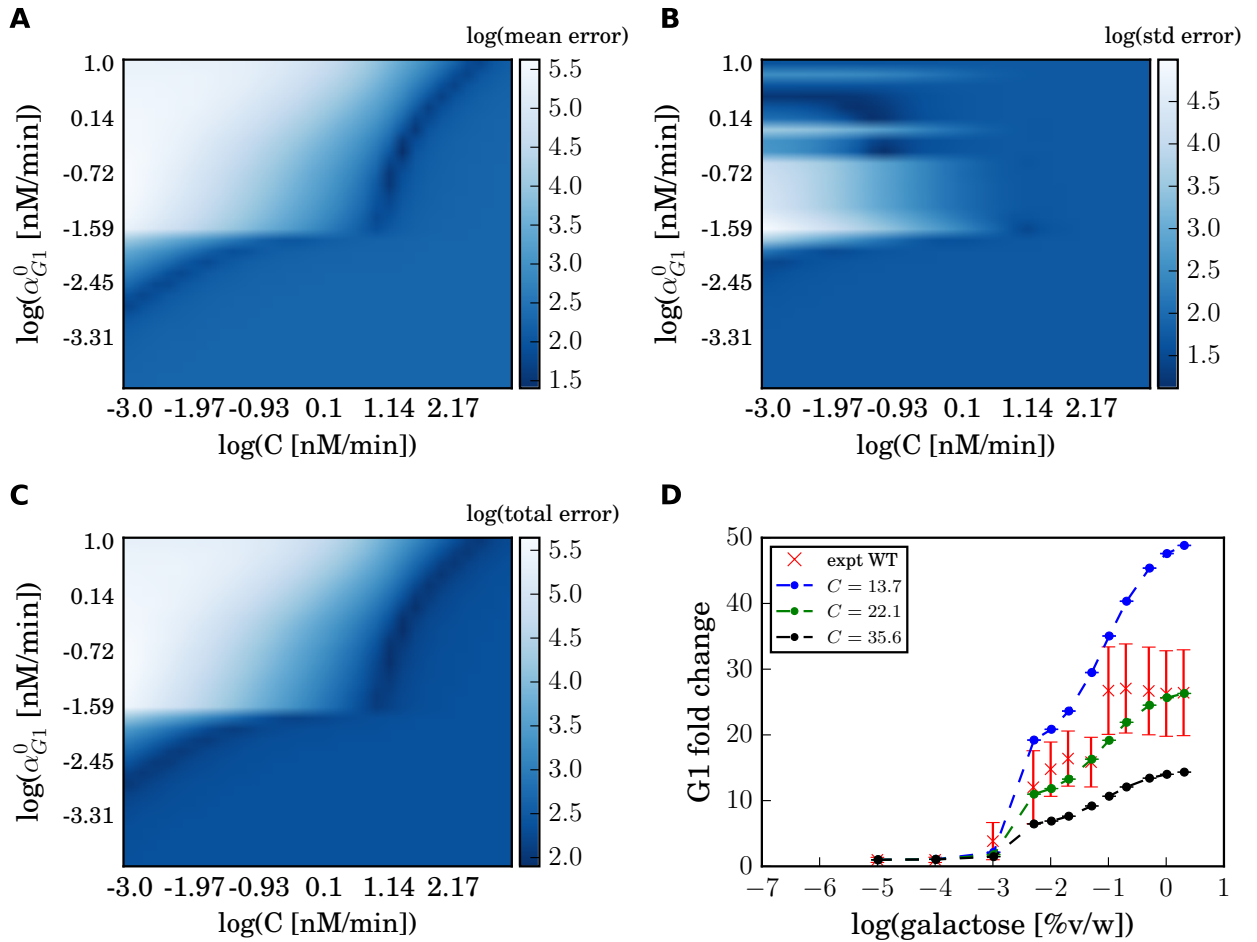 A
log(mean error)
log(α⁰_G1 [nM/min])
1.0
0.14
-0.72
-1.59
-2.45
-3.31
-3.0 -1.97 -0.93 0.1 1.14 2.17
log(C [nM/min])
5.5
5.0
4.5
4.0
3.5
3.0
2.5
2.0
1.5
B
log(std error)
log(α⁰_G1 [nM/min])
1.0
0.14
-0.72
-1.59
-2.45
-3.31
-3.0 -1.97 -0.93 0.1 1.14 2.17
log(C [nM/min])
4.5
4.0
3.5
3.0
2.5
2.0
1.5
C
log(total error)
log(α⁰_G1 [nM/min])
1.0
0.14
-0.72
-1.59
-2.45
-3.31
-3.0 -1.97 -0.93 0.1 1.14 2.17
log(C [nM/min])
5.5
5.0
4.5
4.0
3.5
3.0
2.5
2.0
D
G1 fold change
50
40
30
20
10
0
expt WT
C = 13.7
C = 22.1
C = 35.6
−7 −6 −5 −4 −3 −2 −1 0 1
log(galactose [%v/w])